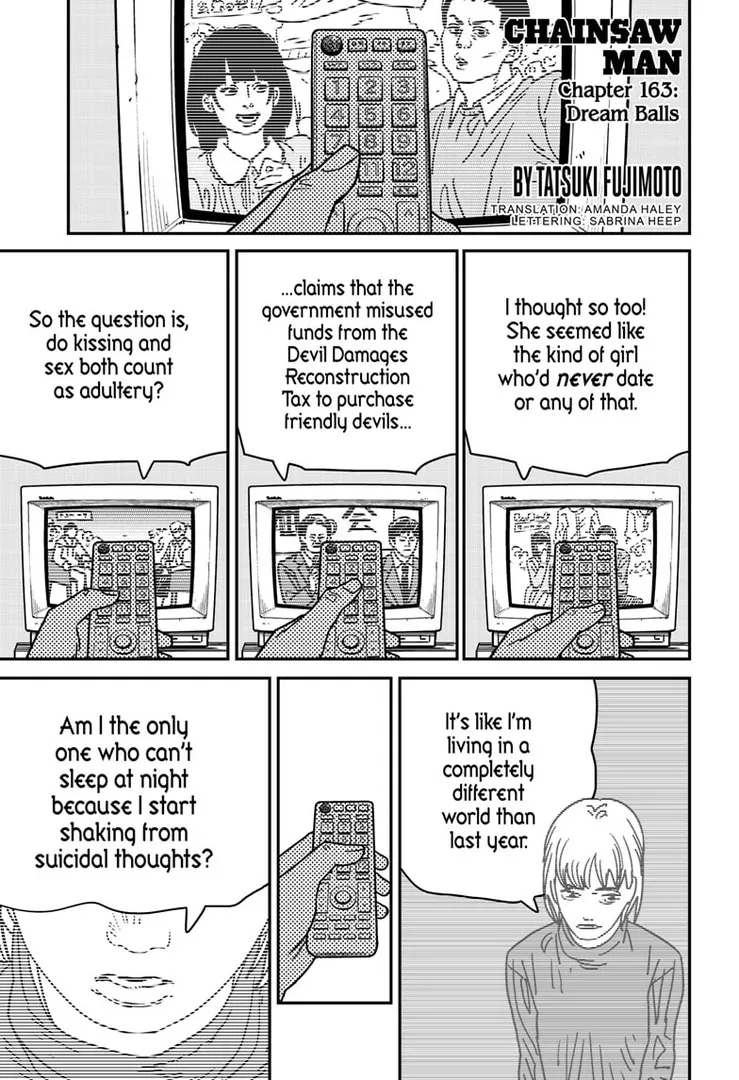 CHAINSAW
MAN
Chapter 163:
Dream Balls
BY TATSUKI FUJIMOTO
TRANSLATION: AMANDA HALEY
LETTERING: SABRINA HEEP
I thought so too!
She seemed like
the kind of girl
who'd never date
or any of that.
...claims that the
government misused
funds from the
Devil Damages
Reconstruction
Tax to purchase
friendly devils...
So the question is,
do kissing and
sex both count
as adultery?
It's like I'm
living in a
completely
different
world than
last year.
Am I the only
one who can't
sleep at night
because I start
shaking from
suicidal thoughts?